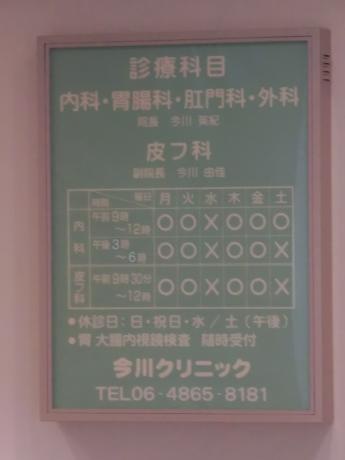 診療科目
内科・胃腸科・肛門科・外科
院長 今川 英紀
皮フ科
副院長 今川 由佳
時間 曜日 月 火 水 木 金 土
内科 午前9時〜12時 ○ ○ X ○ ○ ○
午後3時〜6時 ○ ○ X ○ ○ X
皮フ科 午前9時30分〜12時 ○ ○ X ○ ○ X
●休診日:日・祝日・水/土(午後)
●胃 大腸内視鏡検査 随時受付
今川クリニック
TEL06-4865-8181